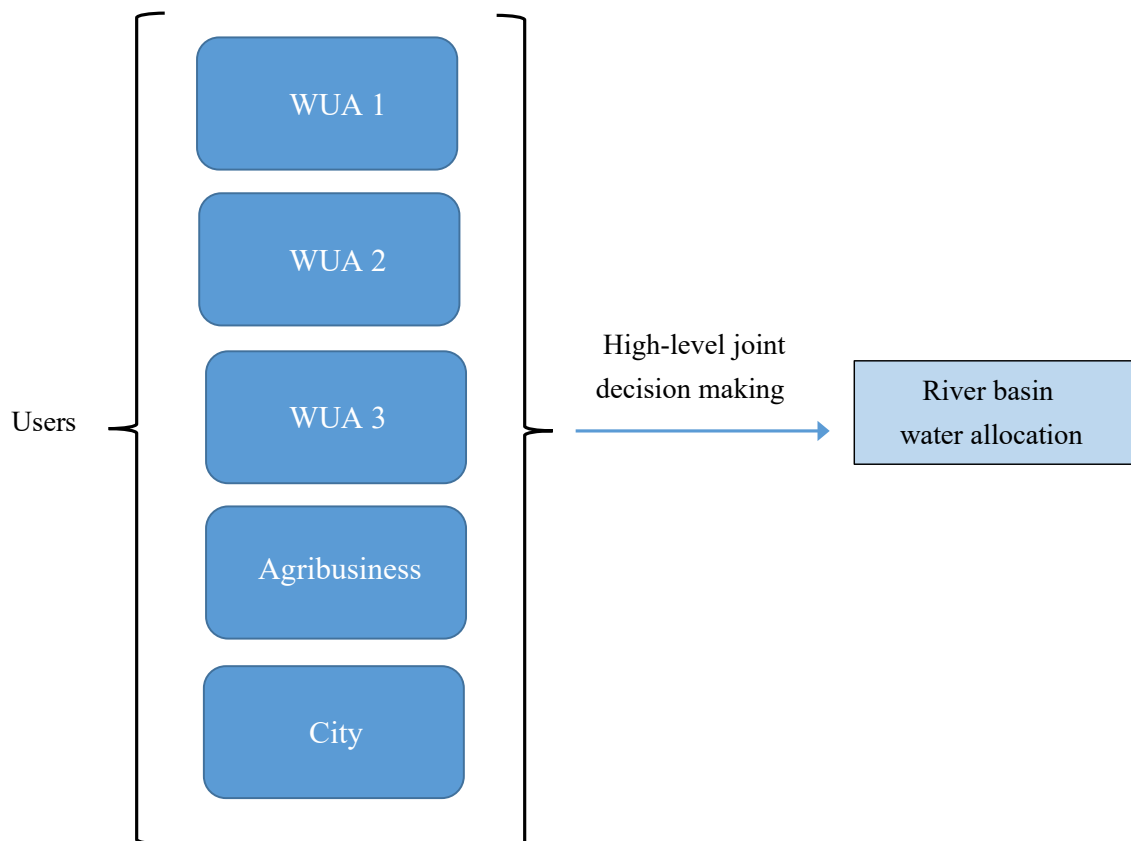 WUA 1
WUA 2
High-level joint
decision making
River basin
water allocation
Users
WUA 3
Agribusiness
City